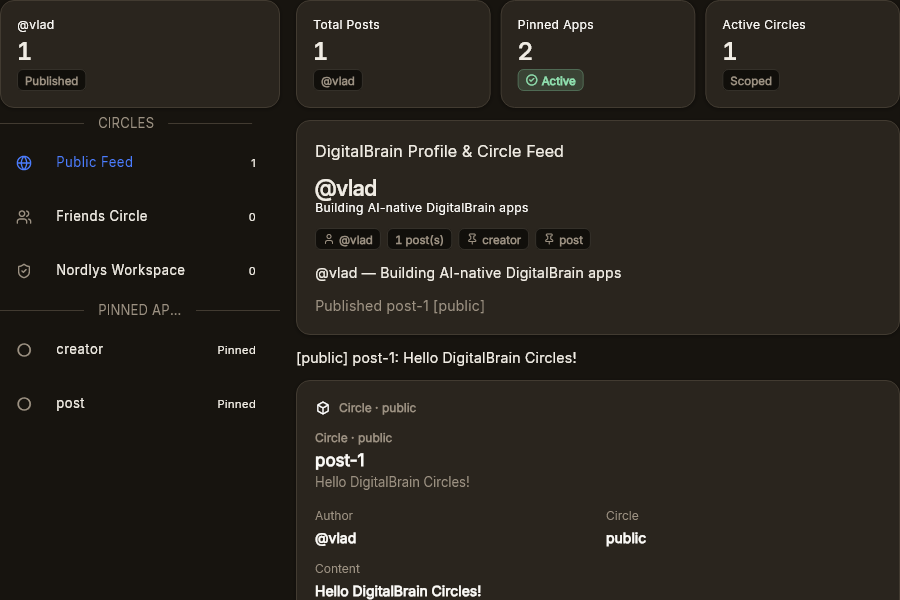 @vlad
1
Published
Total Posts
1
@vlad
Pinned Apps
2
Active
Active Circles
1
Scoped
CIRCLES
Public Feed 1
Friends Circle 0
Nordlys Workspace 0
PINNED AP...
creator Pinned
post Pinned
DigitalBrain Profile & Circle Feed
@vlad
Building AI-native DigitalBrain apps
@vlad 1 post(s) creator post
@vlad — Building AI-native DigitalBrain apps
Published post-1 [public]
[public] post-1: Hello DigitalBrain Circles!
Circle · public
Circle · public
post-1
Hello DigitalBrain Circles!
Author Circle
@vlad public
Content
Hello DigitalBrain Circles!